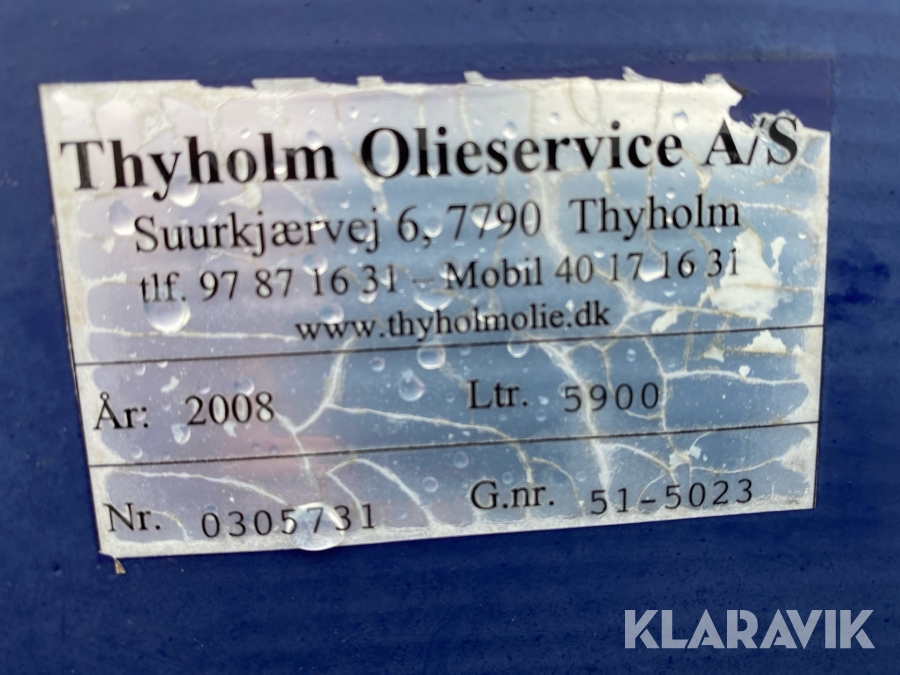 Thyholm Olieservice A/S
Suurkjærvej 6, 7790 Thyholm
tlf. 97 87 16 31 – Mobil 40 17 16 31
www.thyholmolie.dk
År: 2008 Ltr. 5900
Nr. 0305731 G.nr. 51-5023
KLARAVIK